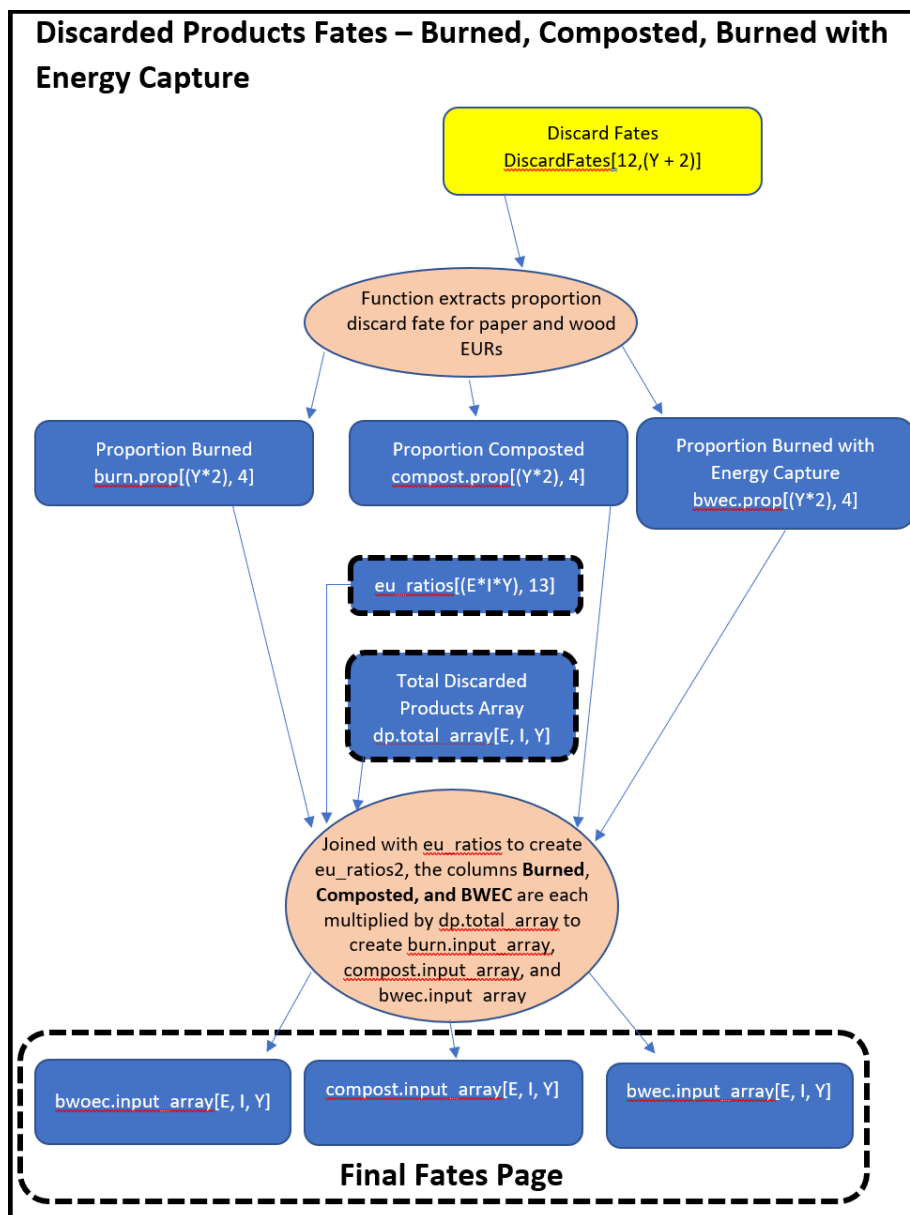 Discarded Products Fates – Burned, Composted, Burned with
Energy Capture
Discard Fates
DiscardFates[12,(Y + 2)]
Function extracts proportion
discard fate for paper and wood
EURs
Proportion Burned
burn.prop[(Y*2), 4]
Proportion Composted
compost.prop[(Y*2), 4]
Proportion Burned with
Energy Capture
bwec.prop[(Y*2), 4]
eu_ratios[(E*I*Y), 13]
Total Discarded
Products Array
dp.total_array[E, I, Y]
Joined with eu_ratios to create
eu_ratios2, the columns Burned,
Composted, and BWEC are each
multiplied by dp.total_array to
create burn.input_array,
compost.input_array, and
bwec.input_array
bwoec.input_array[E, I, Y]
compost.input_array[E, I, Y]
bwec.input_array[E, I, Y]
Final Fates Page